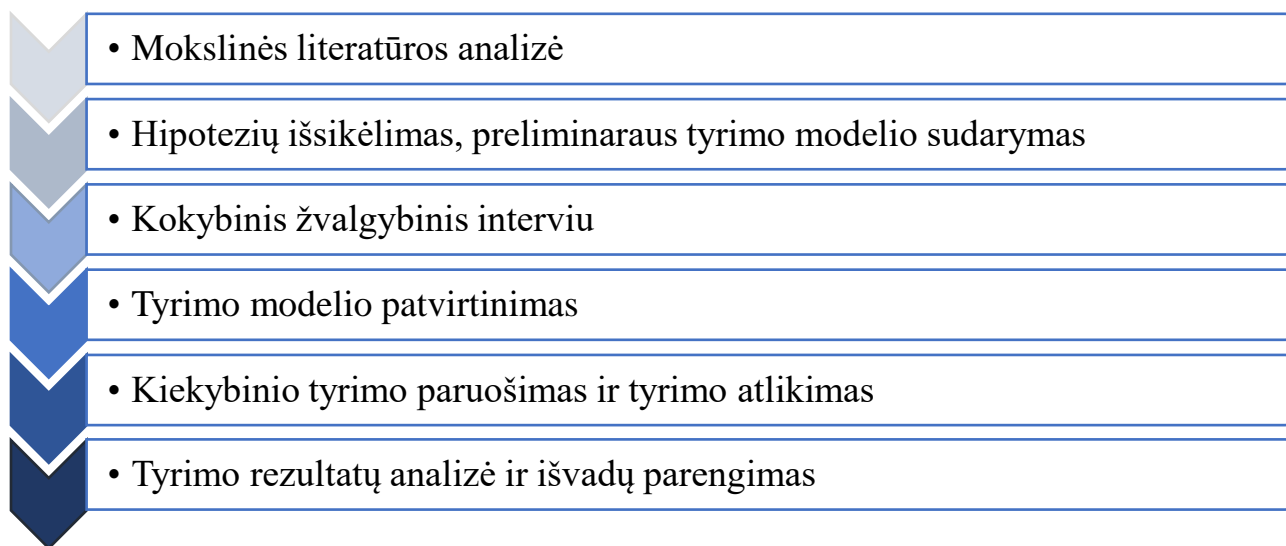 • Mokslinės literatūros analizė
• Hipotezių išsikėlimas, preliminaraus tyrimo modelio sudarymas
• Kokybinis žvalgybinis interviu
• Tyrimo modelio patvirtinimas
• Kiekybinio tyrimo paruošimas ir tyrimo atlikimas
• Tyrimo rezultatų analizė ir išvadų parengimas